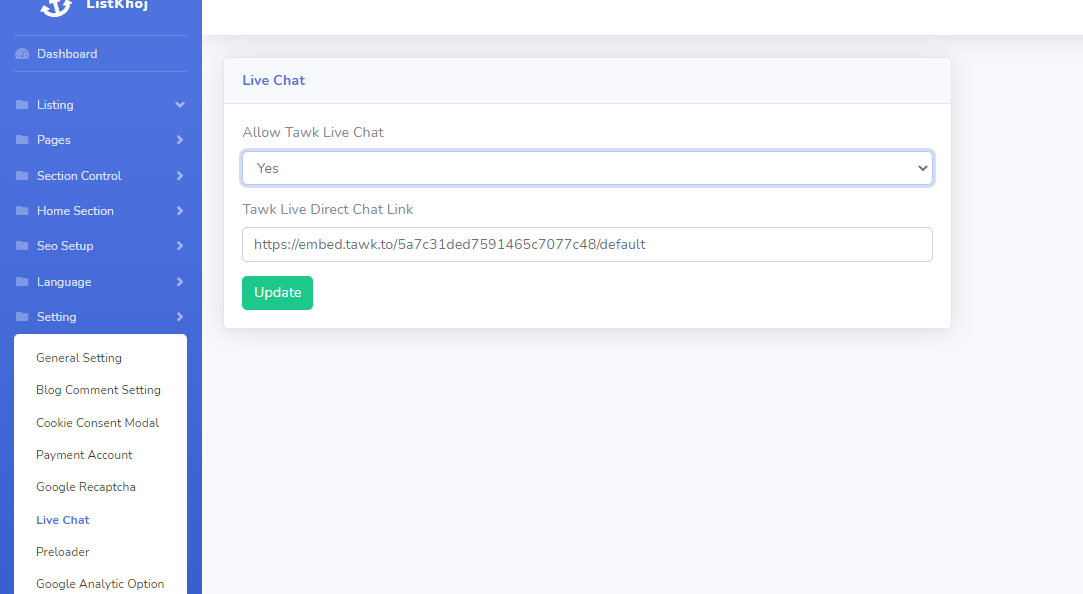 ListKhoj
Dashboard
Listing
Pages
Section Control
Home Section
Seo Setup
Language
Setting
General Setting
Blog Comment Setting
Cookie Consent Modal
Payment Account
Google Recaptcha
Live Chat
Preloader
Google Analytic Option
Live Chat
Allow Tawk Live Chat
Yes
Tawk Live Direct Chat Link
https://embed.tawk.to/5a7c31ded7591465c7077c48/default
Update